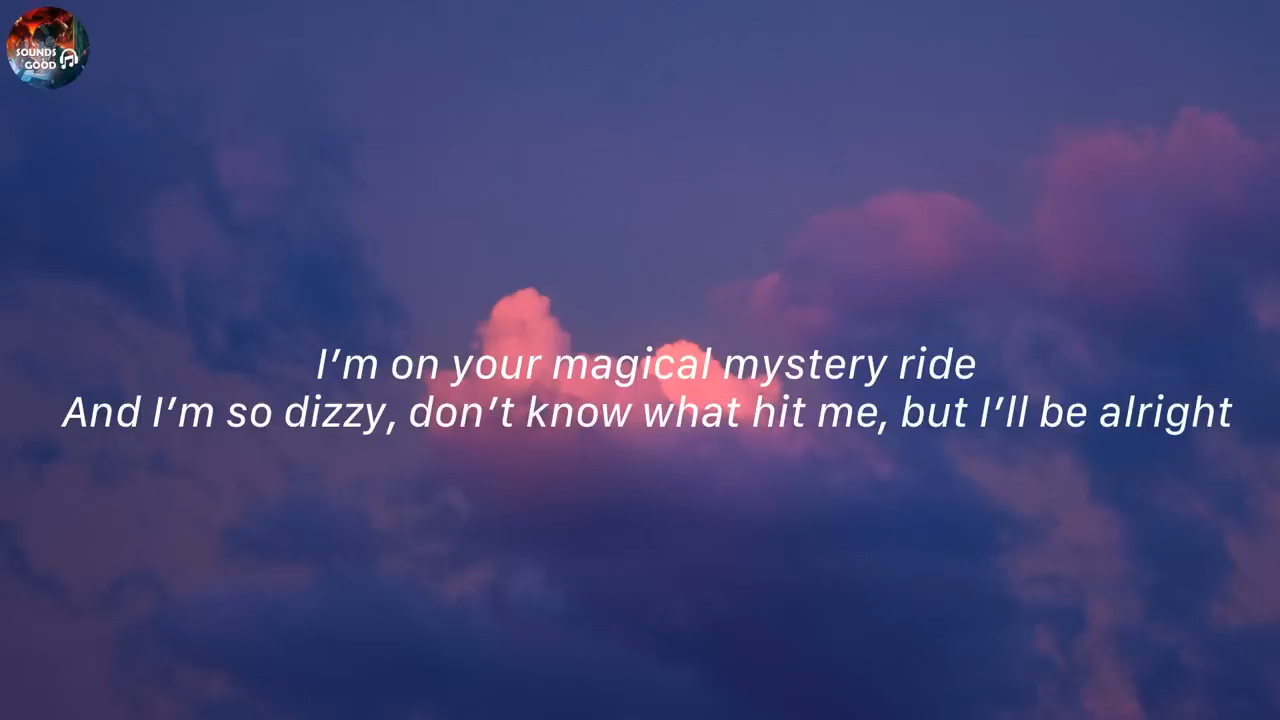 SOUNDS
GOOD
I’m on your magical mystery ride
And I’m so dizzy, don’t know what hit me, but I’ll be alright